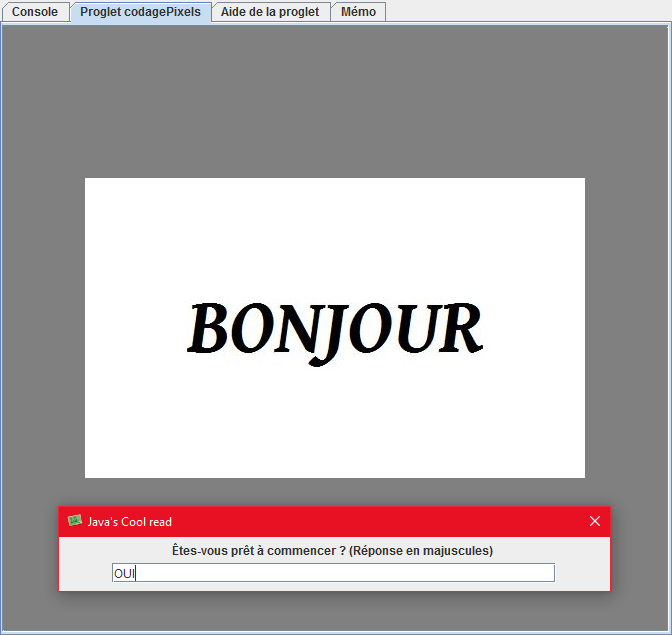 Console Proglet codagePixels Aide de la proglet Mémo
BONJOUR
Java's Cool read
Êtes-vous prêt à commencer ? (Réponse en majuscules)
OUI